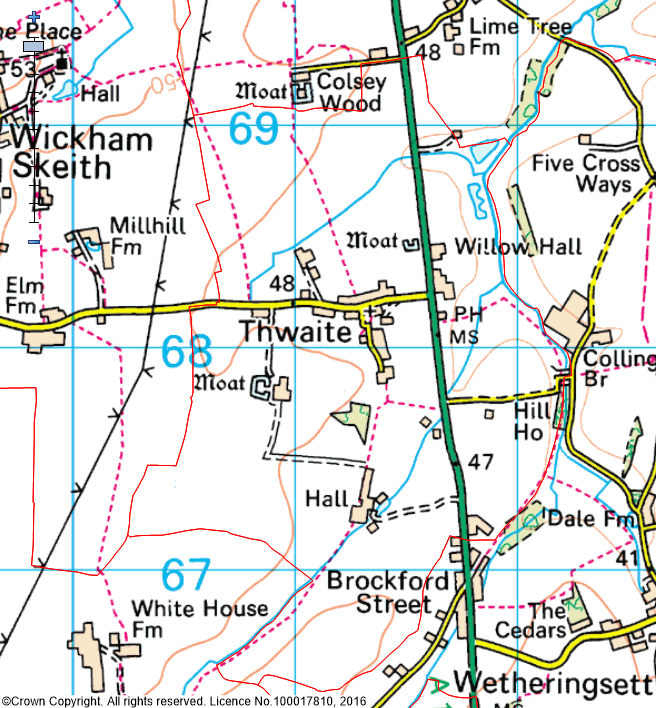 e Place
Lime Tree
Fm
48
53
Hall
50
Moat
Colsey
Wood
Wickham
Skeith
69
Five Cross
Ways
Millhill
Fm
Moat
Willow Hall
Elm
Fm
48
PH
MS
Thwaite
68
Moat
Colling
Br
Hill
Ho
47
Hall
Dale Fm
41
67
Brockford
Street
White House
Fm
The
Cedars
Wetheringsett
MS
©Crown Copyright. All rights reserved. Licence No.100017810, 2016